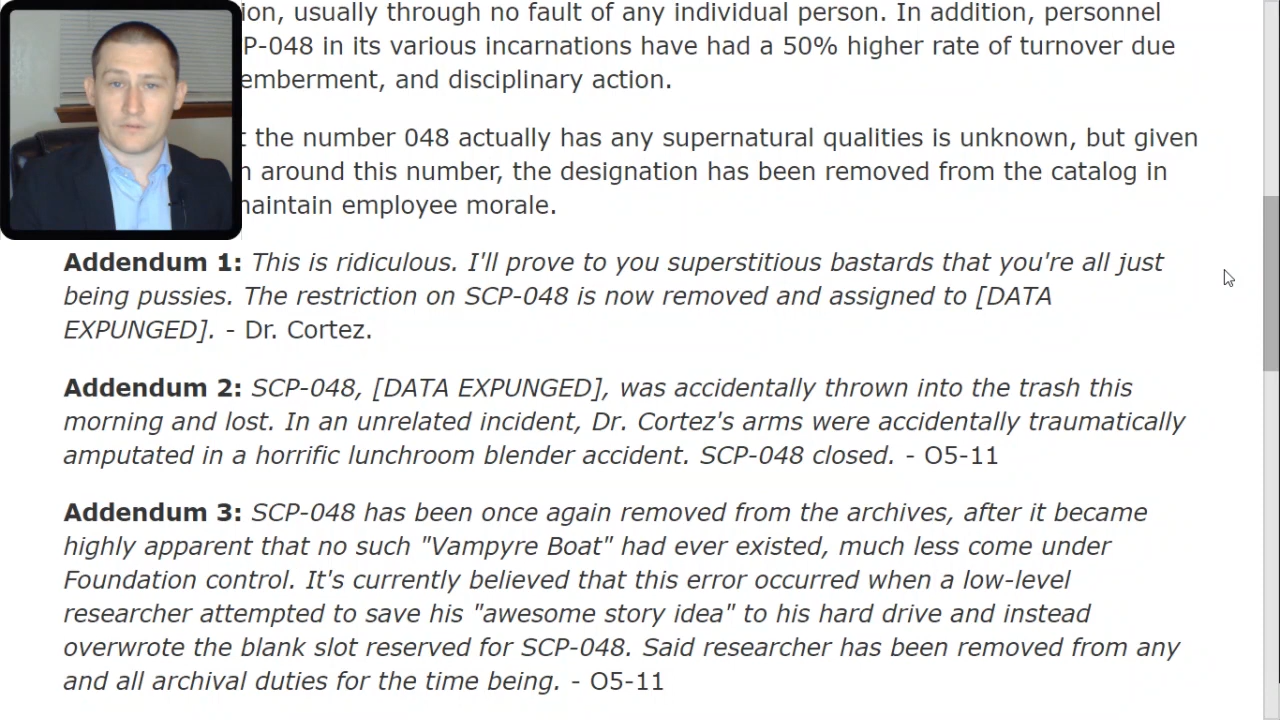 ion, usually through no fault of any individual person. In addition, personnel
P-048 in its various incarnations have had a 50% higher rate of turnover due
emberment, and disciplinary action.
t the number 048 actually has any supernatural qualities is unknown, but given
around this number, the designation has been removed from the catalog in
maintain employee morale.
Addendum 1: This is ridiculous. I'll prove to you superstitious bastards that you're all just
being pussies. The restriction on SCP-048 is now removed and assigned to [DATA
EXPUNGED]. - Dr. Cortez.
Addendum 2: SCP-048, [DATA EXPUNGED], was accidentally thrown into the trash this
morning and lost. In an unrelated incident, Dr. Cortez's arms were accidentally traumatically
amputated in a horrific lunchroom blender accident. SCP-048 closed. - O5-11
Addendum 3: SCP-048 has been once again removed from the archives, after it became
highly apparent that no such "Vampyre Boat" had ever existed, much less come under
Foundation control. It's currently believed that this error occurred when a low-level
researcher attempted to save his "awesome story idea" to his hard drive and instead
overwrote the blank slot reserved for SCP-048. Said researcher has been removed from any
and all archival duties for the time being. - O5-11